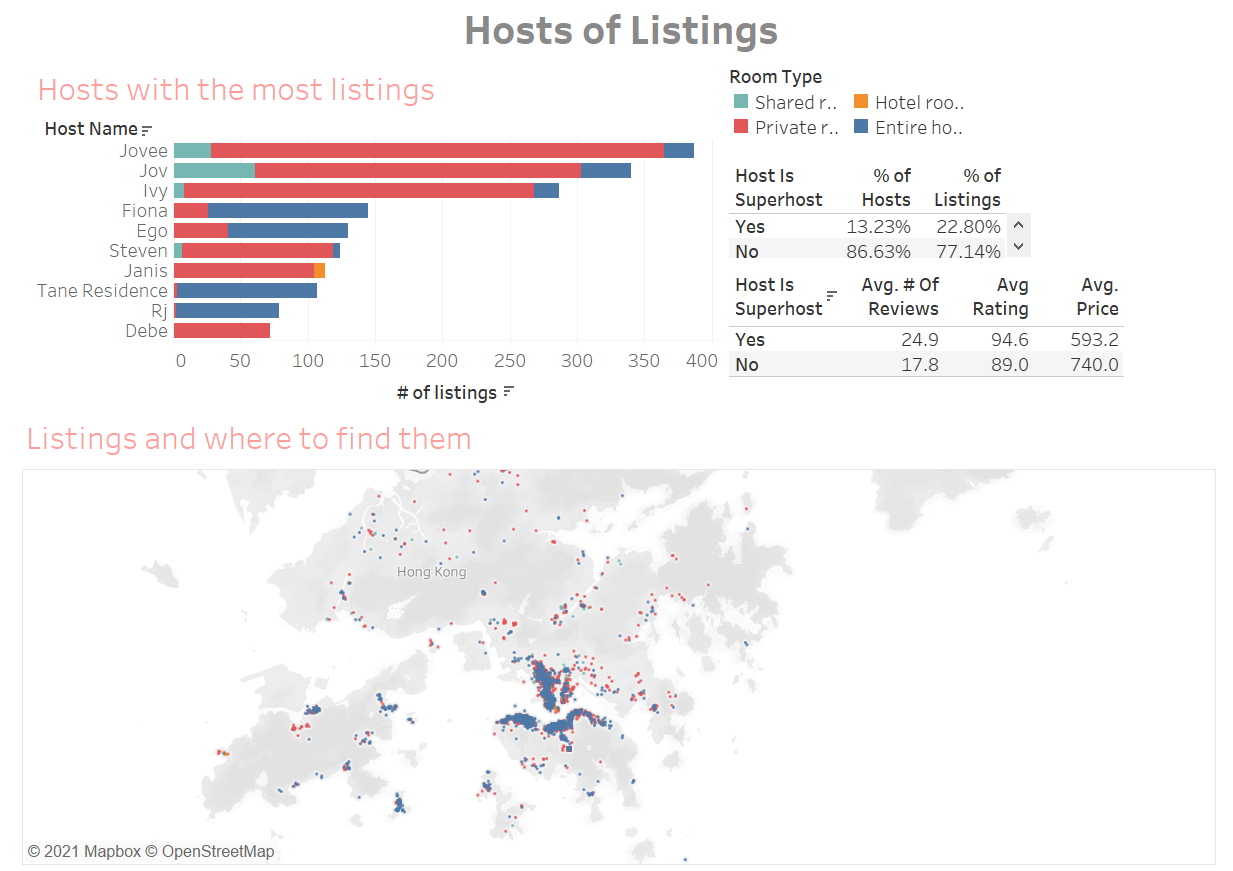 Hosts of Listings
Hosts with the most listings
Host Name
Jovee
Jov
Ivy
Fiona
Ego
Steven
Janis
Tane Residence
Rj
Debe
0 50 100 150 200 250 300 350 400
# of listings
Room Type
Shared r.. Hotel roo..
Private r.. Entire ho..
Host Is % of % of
Superhost Hosts Listings
Yes 13.23% 22.80%
No 86.63% 77.14%
Host Is Avg. # Of Avg Avg.
Superhost Reviews Rating Price
Yes 24.9 94.6 593.2
No 17.8 89.0 740.0
Listings and where to find them
Hong Kong
© 2021 Mapbox © OpenStreetMap